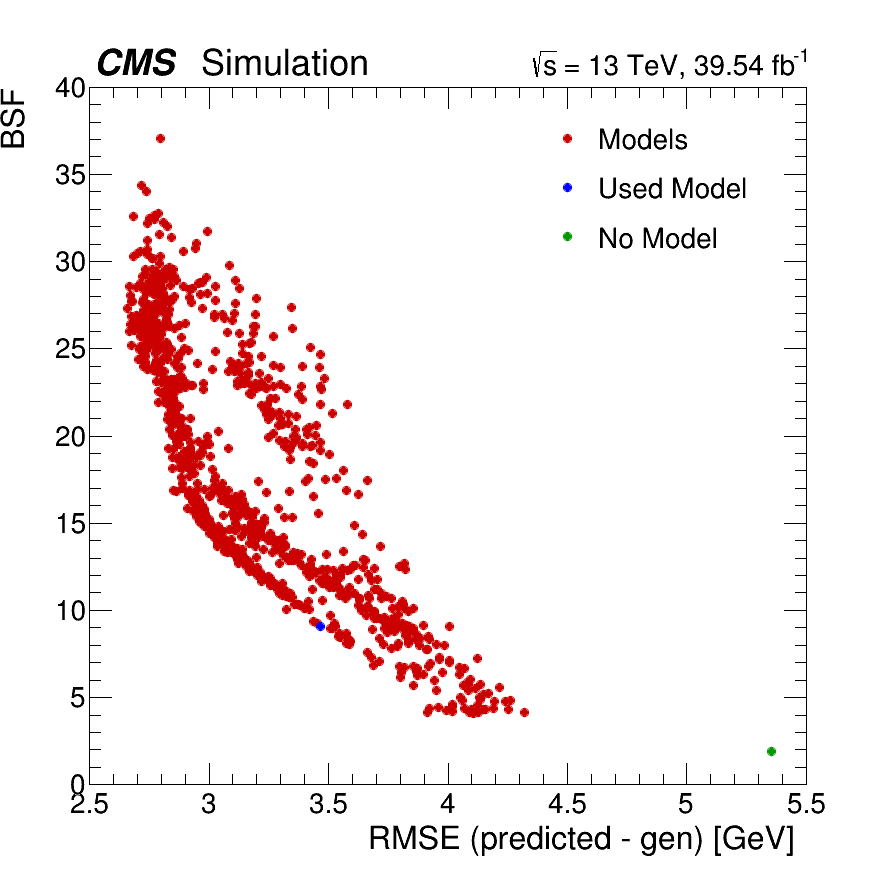 CMS Simulation
√s = 13 TeV, 39.54 fb⁻¹
BSF
40
35
30
25
20
15
10
5
0
Models
Used Model
No Model
2.5 3 3.5 4 4.5 5 5.5
RMSE (predicted - gen) [GeV]